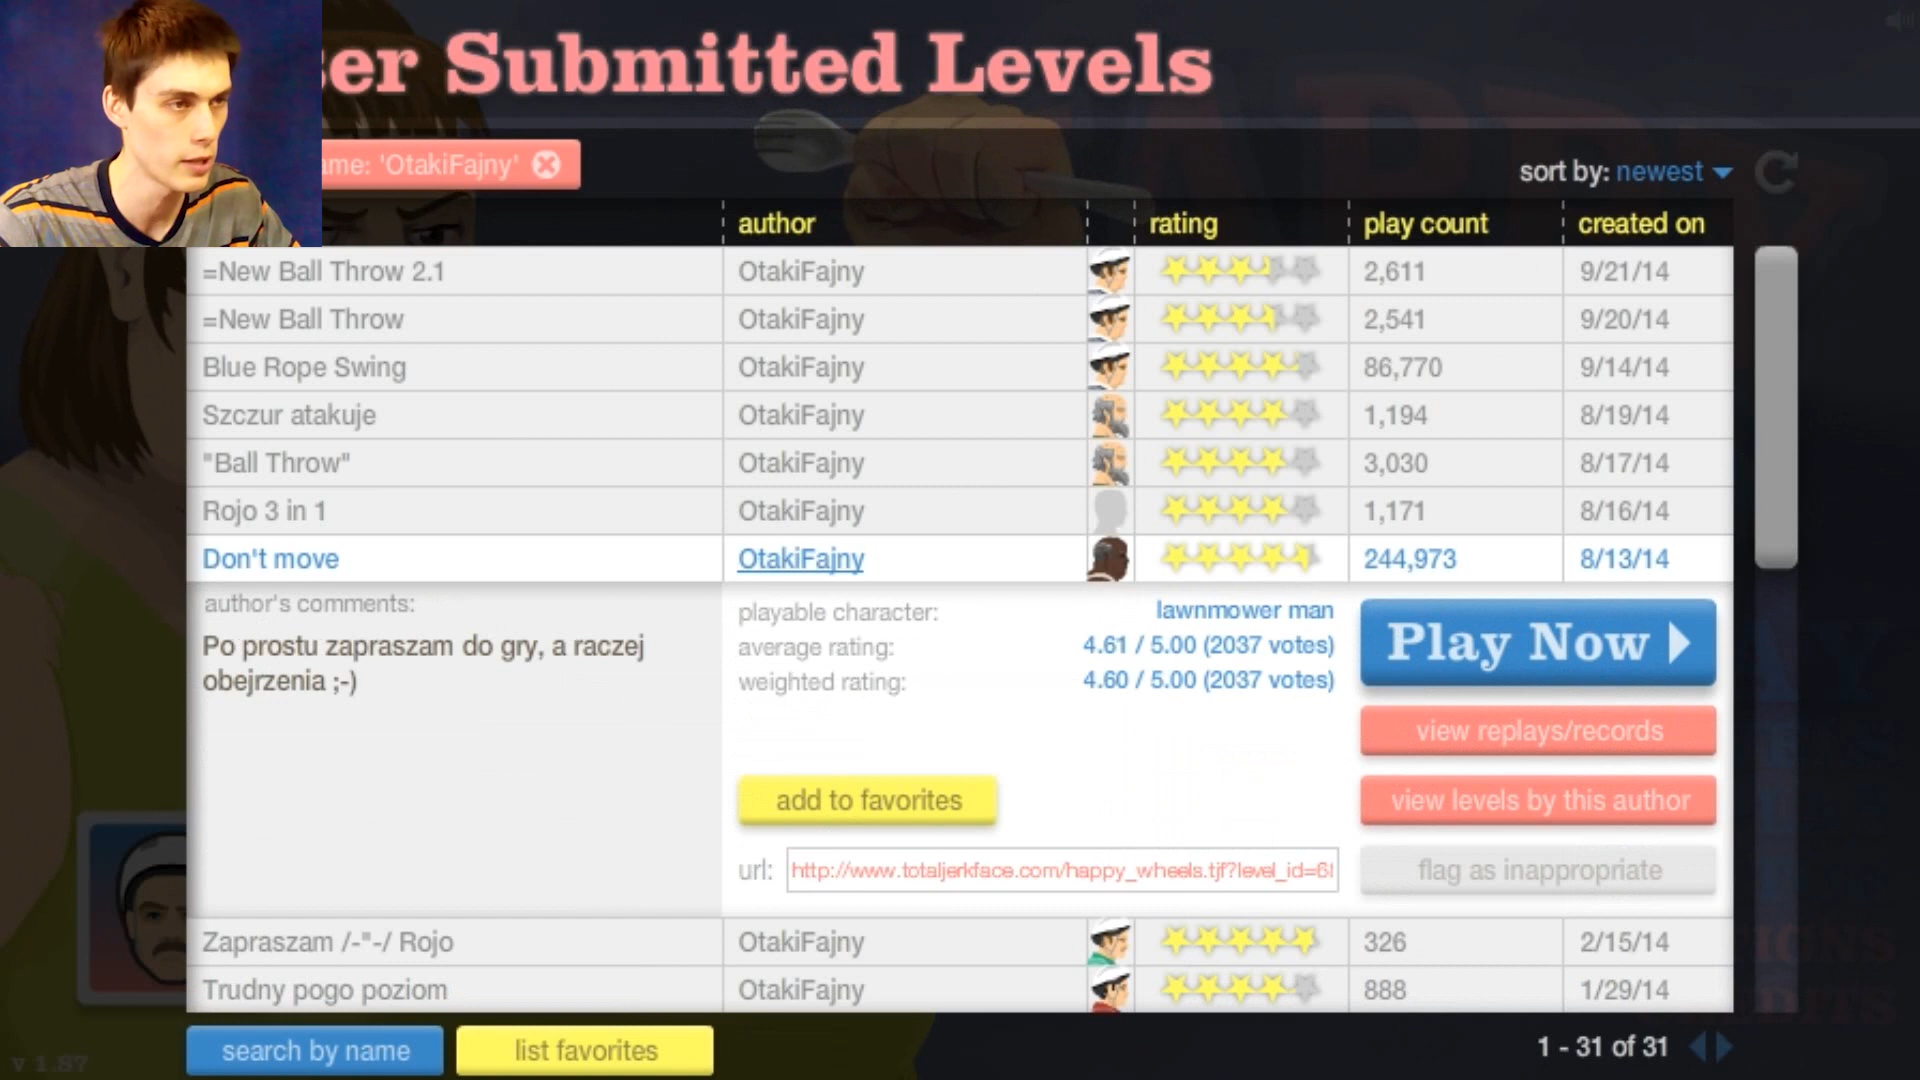 ser Submitted Levels
ame: 'OtakiFajny'
sort by: newest
author rating play count created on
=New Ball Throw 2.1 OtakiFajny 2,611 9/21/14
=New Ball Throw OtakiFajny 2,541 9/20/14
Blue Rope Swing OtakiFajny 86,770 9/14/14
Szczur atakuje OtakiFajny 1,194 8/19/14
"Ball Throw" OtakiFajny 3,030 8/17/14
Rojo 3 in 1 OtakiFajny 1,171 8/16/14
Don't move OtakiFajny 244,973 8/13/14
author's comments:
Po prostu zapraszam do gry, a raczej
obejrzenia ;-)
playable character: lawnmower man
average rating: 4.61 / 5.00 (2037 votes)
weighted rating: 4.60 / 5.00 (2037 votes)
Play Now
view replays/records
add to favorites
view levels by this author
url: http://www.totaljerkface.com/happy_wheels.tjf?level_id=6
flag as inappropriate
Zapraszam /-"-/ Rojo OtakiFajny 326 2/15/14
Trudny pogo poziom OtakiFajny 888 1/29/14
search by name
list favorites
1 - 31 of 31
v 1.87